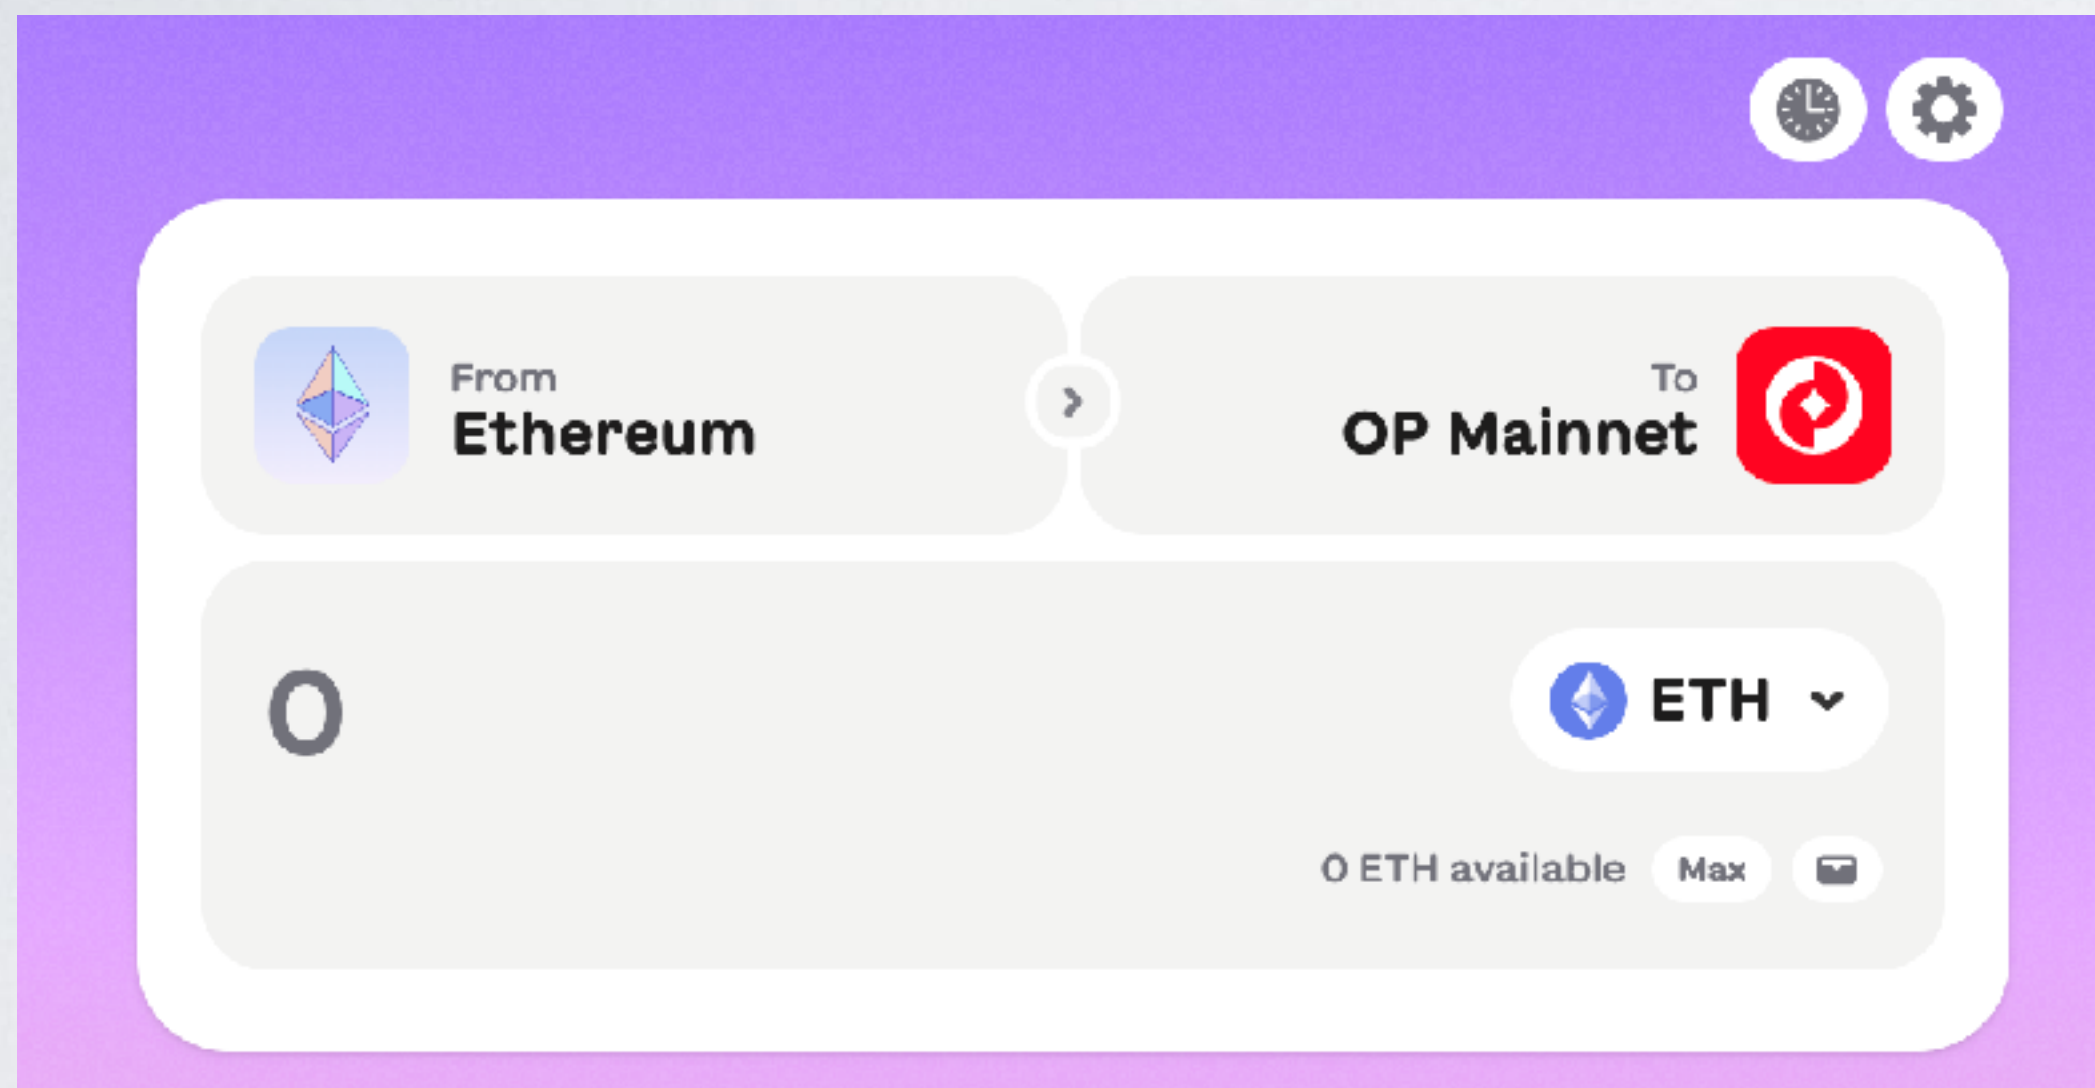 From
Ethereum
To
OP Mainnet
0
ETH
0 ETH available
Max